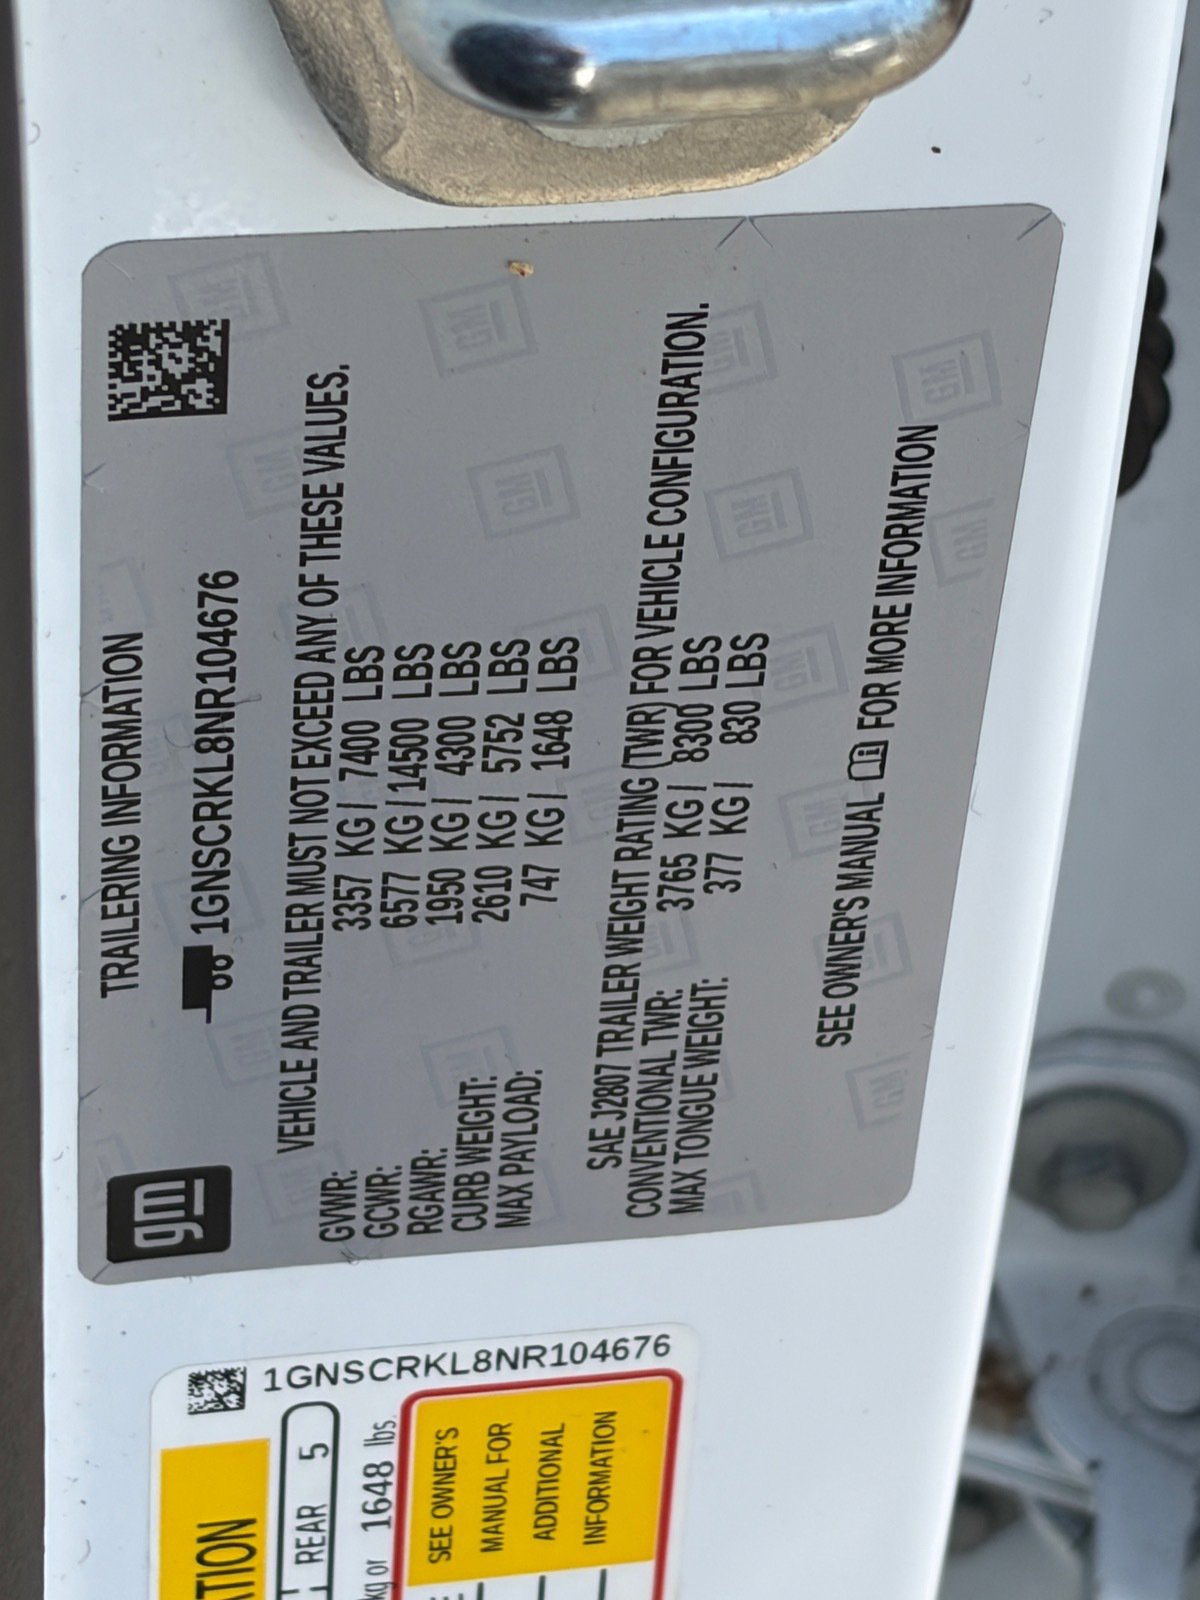 gm
TRAILERING INFORMATION
1GNSCRKL8NR104676
VEHICLE AND TRAILER MUST NOT EXCEED ANY OF THESE VALUES.
GVWR: 3357 KG / 7400 LBS
GCWR: 6577 KG / 14500 LBS
RGAWR: 1950 KG / 4300 LBS
CURB WEIGHT: 2610 KG / 5752 LBS
MAX PAYLOAD: 747 KG / 1648 LBS
SAE J2807 TRAILER WEIGHT RATING (TWR) FOR VEHICLE CONFIGURATION.
CONVENTIONAL TWR: 3765 KG / 8300 LBS
MAX TONGUE WEIGHT: 377 KG / 830 LBS
SEE OWNER'S MANUAL FOR MORE INFORMATION
ATION
REAR 5
kg or 1648 lbs.
SEE OWNER'S
MANUAL FOR
ADDITIONAL
INFORMATION
1GNSCRKL8NR104676